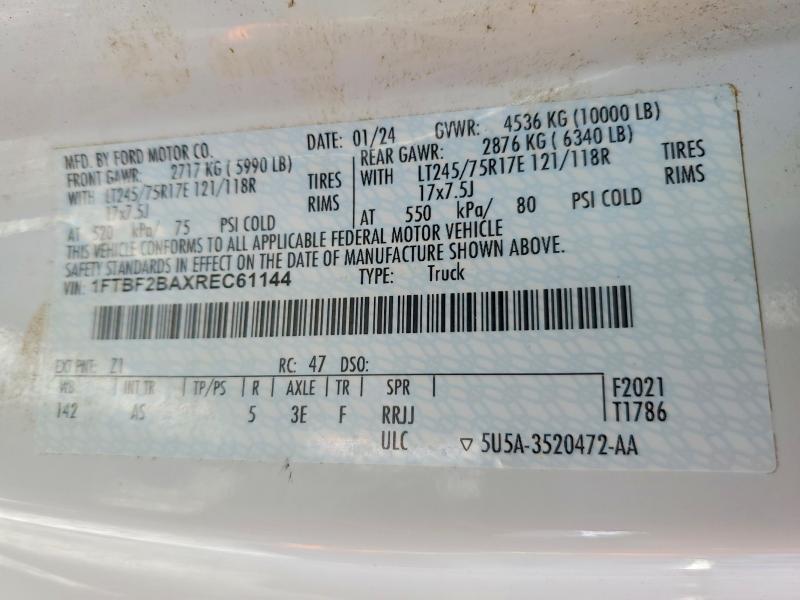 MFD. BY FORD MOTOR CO. DATE: 01/24 GVWR: 4536 KG (10000 LB)
FRONT GAWR: 2717 KG ( 5990 LB) REAR GAWR: 2876 KG ( 6340 LB)
WITH LT245/75R17E 121/118R TIRES WITH LT245/75R17E 121/118R TIRES
17x7.5J RIMS 17x7.5J RIMS
AT 520 kPa/ 75 PSI COLD AT 550 kPa/ 80 PSI COLD
THIS VEHICLE CONFORMS TO ALL APPLICABLE FEDERAL MOTOR VEHICLE
SAFETY STANDARDS IN EFFECT ON THE DATE OF MANUFACTURE SHOWN ABOVE.
VIN: 1FTBF2BAXREC61144 TYPE: Truck
EXT PNT: Z1 RC: 47 DSO:
WB INT TR TP/PS R AXLE TR SPR F2021
142 AS 5 3E F RRJJ T1786
ULC ▽ 5U5A-3520472-AA